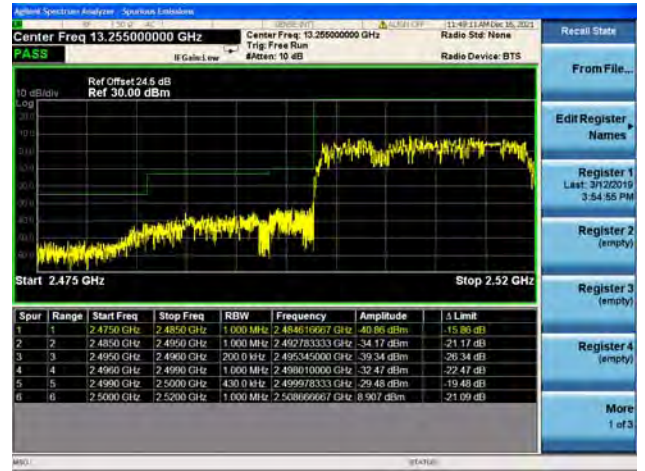 Agilent Spectrum Analyzer - Spurious Emissions
11:49:11 AM Dec 16, 2021
Center Freq 13.255000000 GHz
Center Freq: 13.255000000 GHz
Radio Std: None
Trig: Free Run
PASS
IFGain:Low
#Atten: 10 dB
Radio Device: BTS
Ref Offset 24.5 dB
10 dB/div
Ref 30.00 dBm
Log
Start 2.475 GHz
Stop 2.52 GHz
Spur Range Start Freq Stop Freq RBW Frequency Amplitude Δ Limit
1 1 2.4750 GHz 2.4850 GHz 1.000 MHz 2.484616667 GHz -40.86 dBm -15.86 dB
2 2 2.4850 GHz 2.4950 GHz 1.000 MHz 2.492783333 GHz -34.17 dBm -21.17 dB
3 3 2.4950 GHz 2.4960 GHz 200.0 kHz 2.495345000 GHz -39.34 dBm -26.34 dB
4 4 2.4960 GHz 2.4990 GHz 1.000 MHz 2.498010000 GHz -32.47 dBm -22.47 dB
5 5 2.4990 GHz 2.5000 GHz 430.0 kHz 2.499978333 GHz -29.48 dBm -19.48 dB
6 6 2.5000 GHz 2.5200 GHz 1.000 MHz 2.508666667 GHz 8.907 dBm -21.09 dB
MSG
STATUS
Recall State
From File...
Edit Register
Names
Register 1
Last: 3/12/2019
3:54:55 PM
Register 2
(empty)
Register 3
(empty)
Register 4
(empty)
More
1 of 3